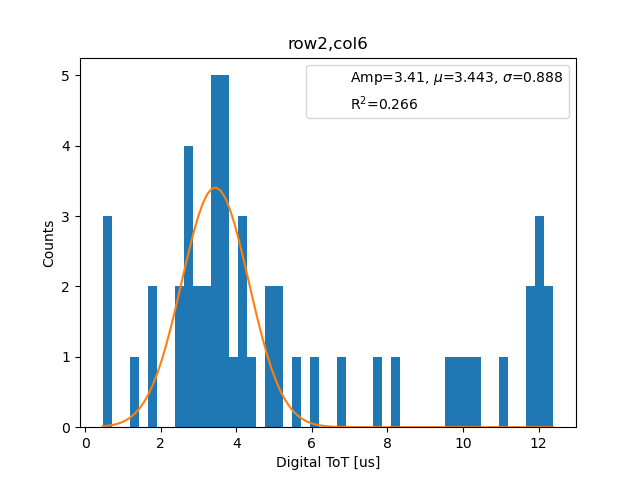 row2,col6
Amp=3.41, μ=3.443, σ=0.888
R²=0.266
Counts
5
4
3
2
1
0
0 2 4 6 8 10 12
Digital ToT [us]